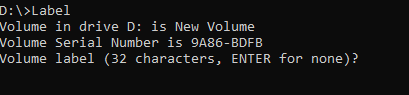 D:\>Label
Volume in drive D: is New Volume
Volume Serial Number is 9A86-BDFB
Volume label (32 characters, ENTER for none)?